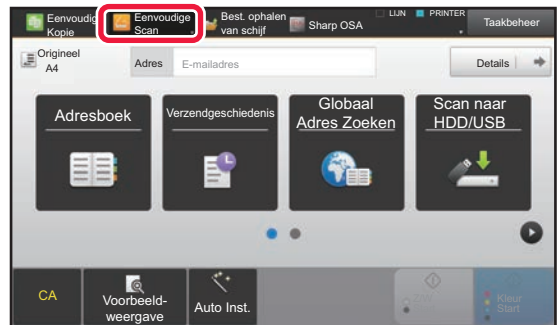 Eenvoudige
Kopie
Eenvoudige
Scan
Best. ophalen
van schijf
Sharp OSA
LIJN
PRINTER
Taakbeheer
Origineel
A4
Adres
E-mailadres
Details
Adresboek
Verzendgeschiedenis
Globaal
Adres Zoeken
Scan naar
HDD/USB
CA
Voorbeeld-
weergave
Auto Inst.
Kleur
Start